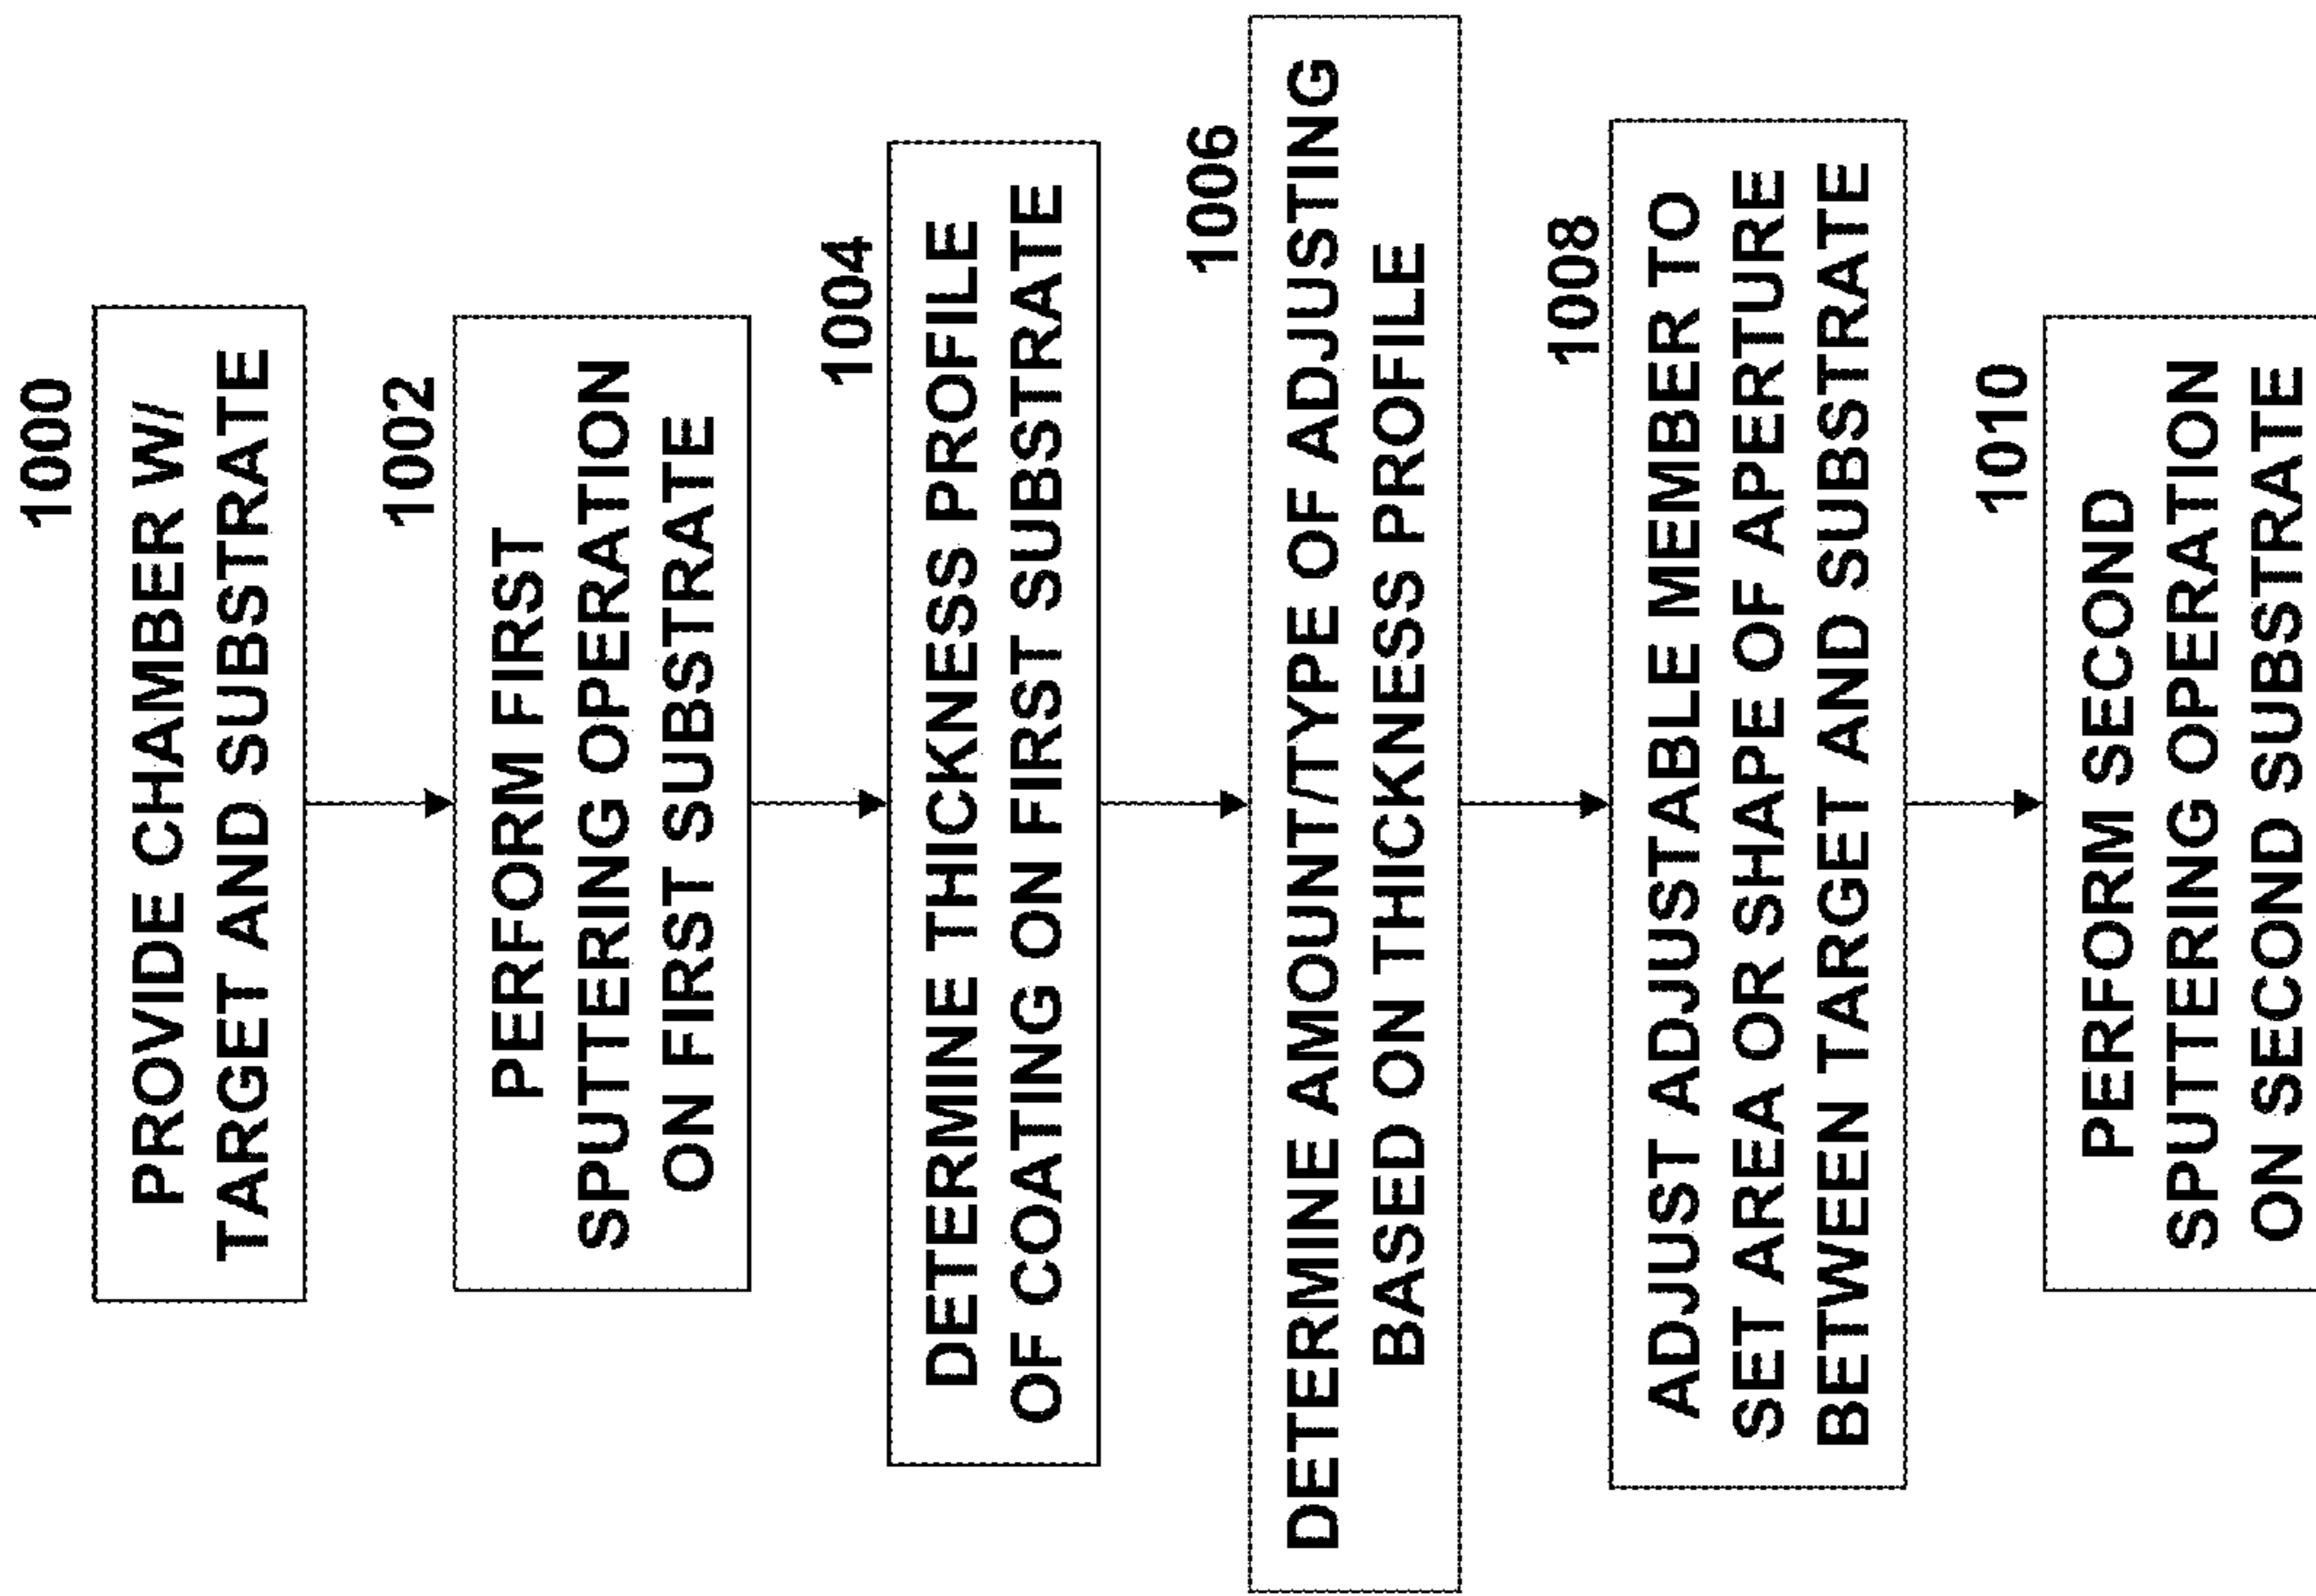 1000
PROVIDE CHAMBER W/
TARGET AND SUBSTRATE
1002
PERFORM FIRST
SPUTTERING OPERATION
ON FIRST SUBSTRATE
1004
DETERMINE THICKNESS PROFILE
OF COATING ON FIRST SUBSTRATE
1006
DETERMINE AMOUNT/TYPE OF ADJUSTING
BASED ON THICKNESS PROFILE
1008
ADJUST ADJUSTABLE MEMBER TO
SET AREA OR SHAPE OF APERTURE
BETWEEN TARGET AND SUBSTRATE
1010
PERFORM SECOND
SPUTTERING OPERATION
ON SECOND SUBSTRATE